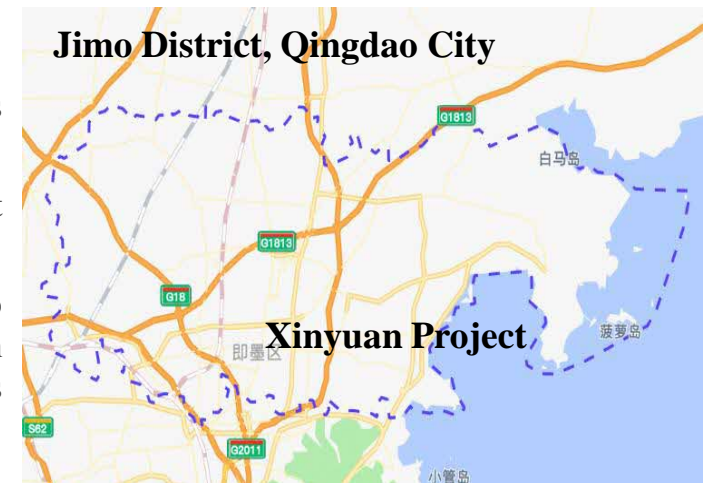 Jimo District, Qingdao City
G1813
白马岛
G1813
G18
Xinyuan Project
菠萝岛
即墨区
S62
G2011
小管岛